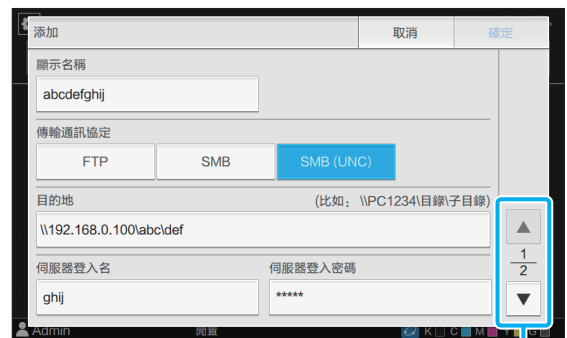 添加 取消 確定
顯示名稱
abcdefghij
傳輸通訊協定
FTP SMB SMB (UNC)
目的地 (比如： \\PC1234\目錄\子目錄)
\\192.168.0.100\abc\def
伺服器登入名 伺服器登入密碼
ghij *****
1
2
Admin 閒置 K C M Y G